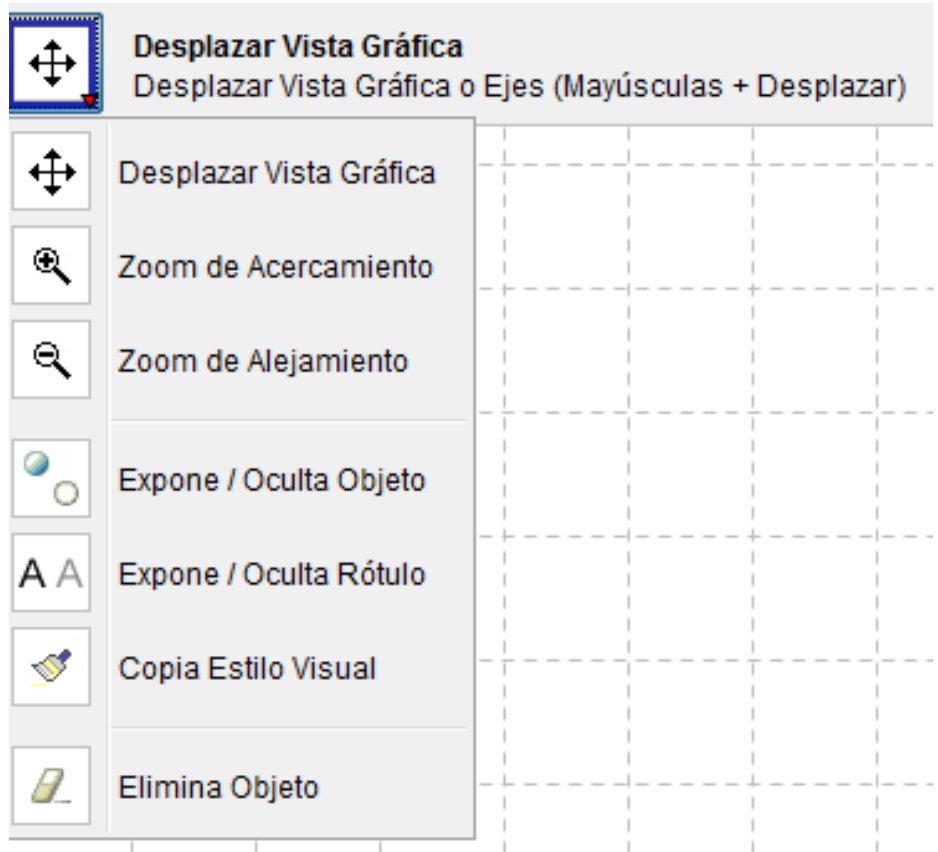 Desplazar Vista Gráfica
Desplazar Vista Gráfica o Ejes (Mayúsculas + Desplazar)
Desplazar Vista Gráfica
Zoom de Acercamiento
Zoom de Alejamiento
Expone / Oculta Objeto
A A
Expone / Oculta Rótulo
Copia Estilo Visual
Elimina Objeto